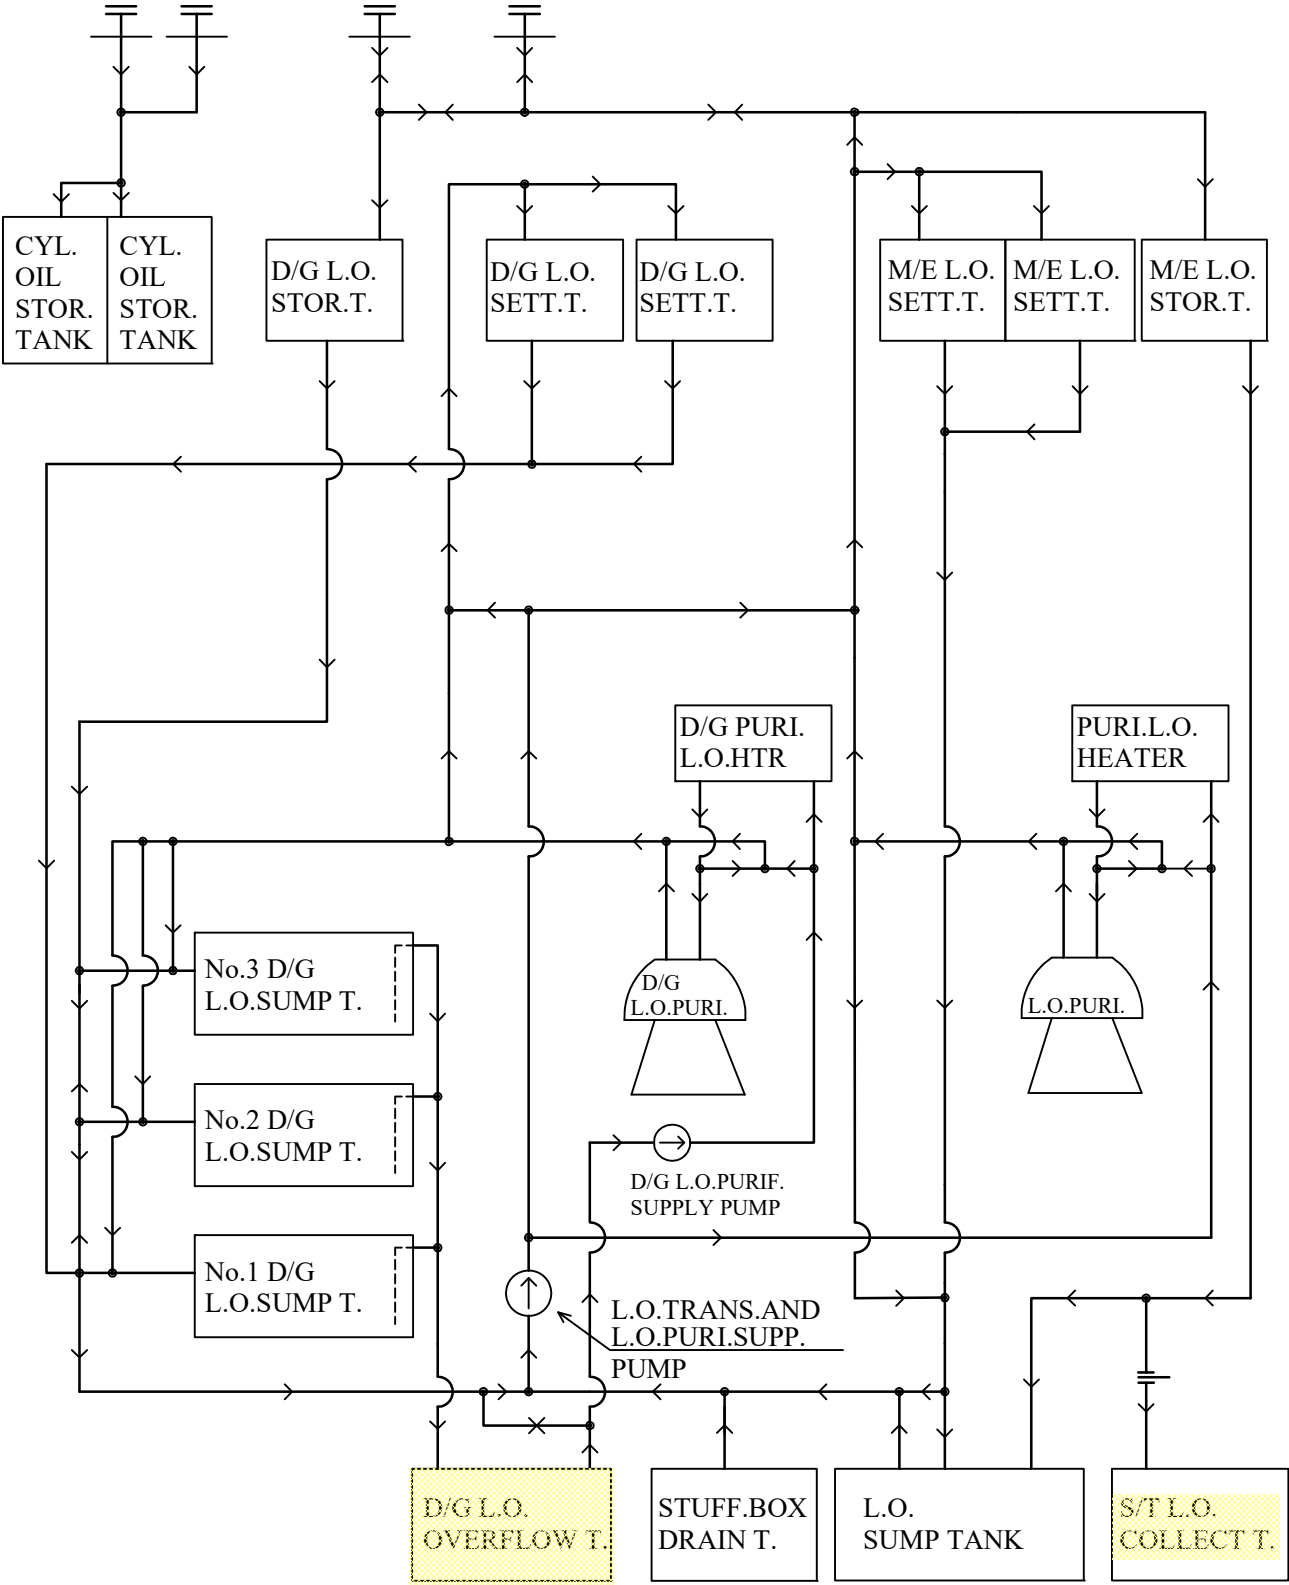 CYL.
OIL
STOR.
TANK
CYL.
OIL
STOR.
TANK
D/G L.O.
STOR.T.
D/G L.O.
SETT.T.
D/G L.O.
SETT.T.
M/E L.O.
SETT.T.
M/E L.O.
SETT.T.
M/E L.O.
STOR.T.
D/G PURI.
L.O.HTR
PURI.L.O.
HEATER
No.3 D/G
L.O.SUMP T.
D/G
L.O.PURI.
L.O.PURI.
No.2 D/G
L.O.SUMP T.
D/G L.O.PURIF.
SUPPLY PUMP
No.1 D/G
L.O.SUMP T.
L.O.TRANS.AND
L.O.PURI.SUPP.
PUMP
D/G L.O.
OVERFLOW T.
STUFF.BOX
DRAIN T.
L.O.
SUMP TANK
S/T L.O.
COLLECT T.